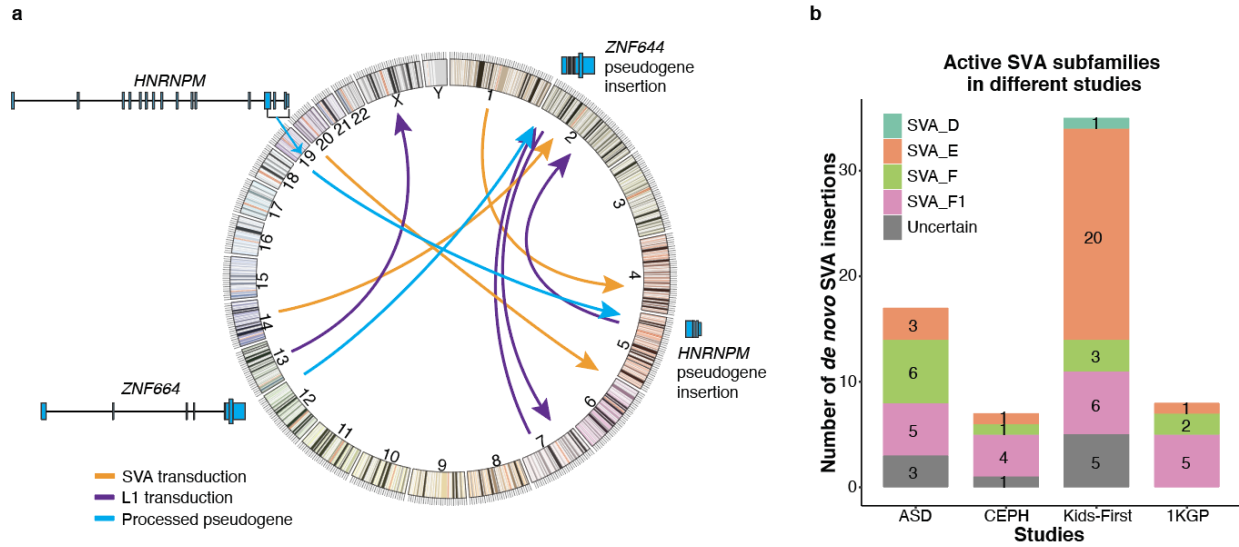 a
HNRNPM
ZNF644
pseudogene
insertion
1
2
3
4
5
6
7
8
9
10
11
12
13
14
15
16
17
18
19
20
21
22
X
Y
HNRNPM
pseudogene
insertion
ZNF664
SVA transduction
L1 transduction
Processed pseudogene
b
Active SVA subfamilies
in different studies
SVA_D
SVA_E
SVA_F
SVA_F1
Uncertain
Number of de novo SVA insertions
30
20
10
0
3
6
5
3
1
1
4
1
1
20
3
6
5
1
2
5
ASD
CEPH
Kids-First
1KGP
Studies